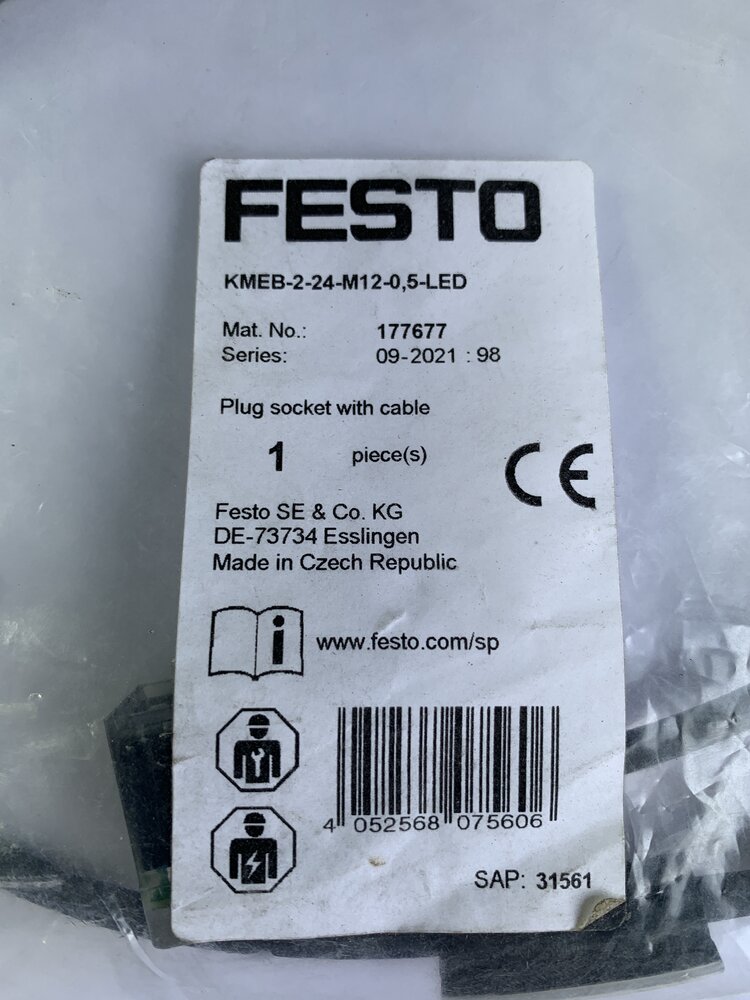 FESTO
KMEB-2-24-M12-0,5-LED
Mat. No.: 177677
Series: 09-2021 : 98
Plug socket with cable
1 piece(s)
CE
Festo SE & Co. KG
DE-73734 Esslingen
Made in Czech Republic
i www.festo.com/sp
4 052568 075606
SAP: 31561